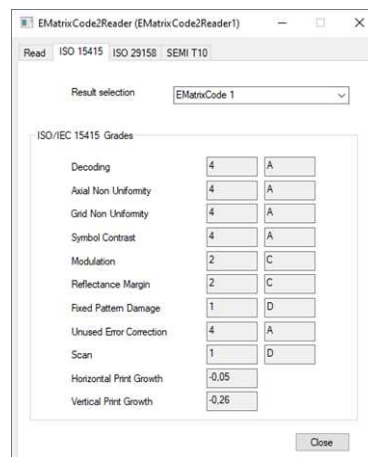 EMatrixCode2Reader (EMatrixCode2Reader1)
Read ISO 15415 ISO 29158 SEMI T10
Result selection EMatrixCode 1
ISO/IEC 15415 Grades
Decoding 4 A
Axial Non Uniformity 4 A
Grid Non Uniformity 4 A
Symbol Contrast 4 A
Modulation 2 C
Reflectance Margin 2 C
Fixed Pattern Damage 1 D
Unused Error Correction 4 A
Scan 1 D
Horizontal Print Growth -0,05
Vertical Print Growth -0,26
Close